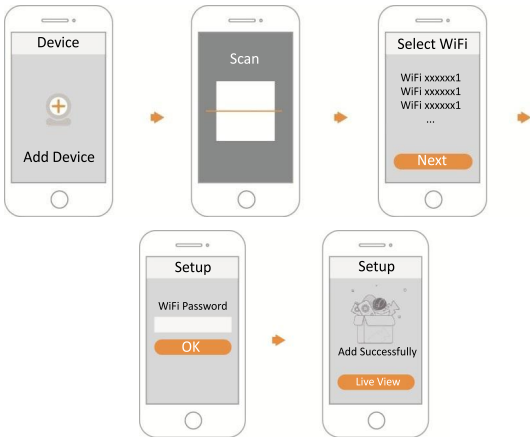 Device
Add Device
Scan
Select WiFi
WiFi xxxxxx1
WiFi xxxxxx1
WiFi xxxxxx1
...
Next
Setup
WiFi Password
OK
Setup
Add Successfully
Live View